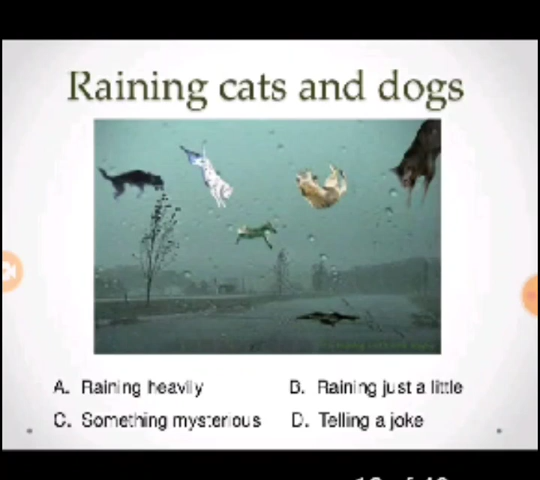 Raining cats and dogs
A. Raining heavily
B. Raining just a little
C. Something mysterious
D. Telling a joke